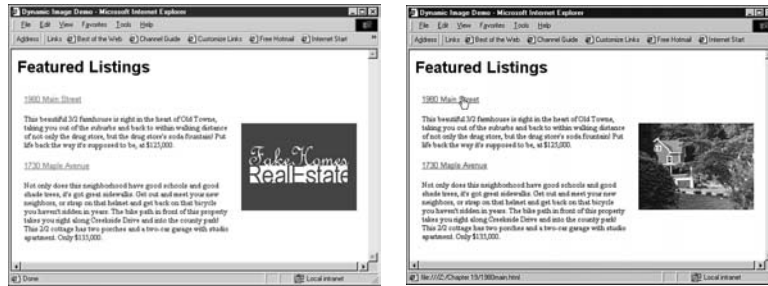 Dynamic Image Demo - Microsoft Internet Explorer
File Edit View Favorites Tools Help
Address Links Best of the Web Channel Guide Customize Links Free Hotmail Internet Start
Featured Listings
1980 Main Street
This beautiful 3/2 farmhouse is right in the heart of Old Towne,
taking you out of the suburbs and back to within walking distance
of not only the drug store, but the drug store's soda fountain! Put
life back the way it's supposed to be, at $125,000.
1730 Maple Avenue
Not only does this neighborhood have good schools and good
shade trees, it's got great sidewalks. Get out and meet your new
neighbors, or strap on that helmet and get back on that bicycle
you haven't ridden in years. The bike path in front of this property
takes you right along Creekside Drive and into the county park!
This 2/2 cottage has two porches and a two-car garage with studio
apartment. Only $135,000.
Fake-Homes
RealEstate
Done
Local intranet
Dynamic Image Demo - Microsoft Internet Explorer
File Edit View Favorites Tools Help
Address Links Best of the Web Channel Guide Customize Links Free Hotmail Internet Start
Featured Listings
1980 Main Street
This beautiful 3/2 farmhouse is right in the heart of Old Towne,
taking you out of the suburbs and back to within walking distance
of not only the drug store, but the drug store's soda fountain! Put
life back the way it's supposed to be, at $125,000.
1730 Maple Avenue
Not only does this neighborhood have good schools and good
shade trees, it's got great sidewalks. Get out and meet your new
neighbors, or strap on that helmet and get back on that bicycle
you haven't ridden in years. The bike path in front of this property
takes you right along Creekside Drive and into the county park!
This 2/2 cottage has two porches and a two-car garage with studio
apartment. Only $135,000.
file:///Z:/Chapter 19/1980main.html
Local intranet